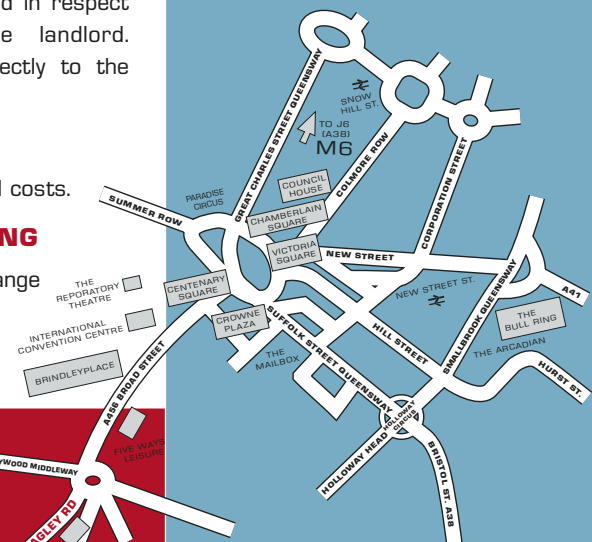 d in respect
e landlord.
ectly to the
l costs.
NG
ange
SNOW
HILL ST.
TO J6
(A38)
M6
GREAT CHARLES STREET QUEENSWAY
COLMORE ROW
CORPORATION STREET
COUNCIL
HOUSE
PARADISE
CIRCUS
SUMMER ROW
CHAMBERLAIN
SQUARE
VICTORIA
SQUARE
NEW STREET
THE
REPORATORY
THEATRE
CENTENARY
SQUARE
NEW STREET ST.
SMALLBROOK QUEENSWAY
A41
INTERNATIONAL
CONVENTION CENTRE
CROWNE
PLAZA
SUFFOLK STREET QUEENSWAY
HILL STREET
THE
BULL RING
THE ARCADIAN
BRINDLEYPLACE
THE
MAILBOX
A456 BROAD STREET
HURST ST.
HOLLOWAY
CIRCUS
HOLLOWAY HEAD
BRISTOL ST. A38
FIVE WAYS
LEISURE
YWOOD MIDDLEWAY
AGLEY RD